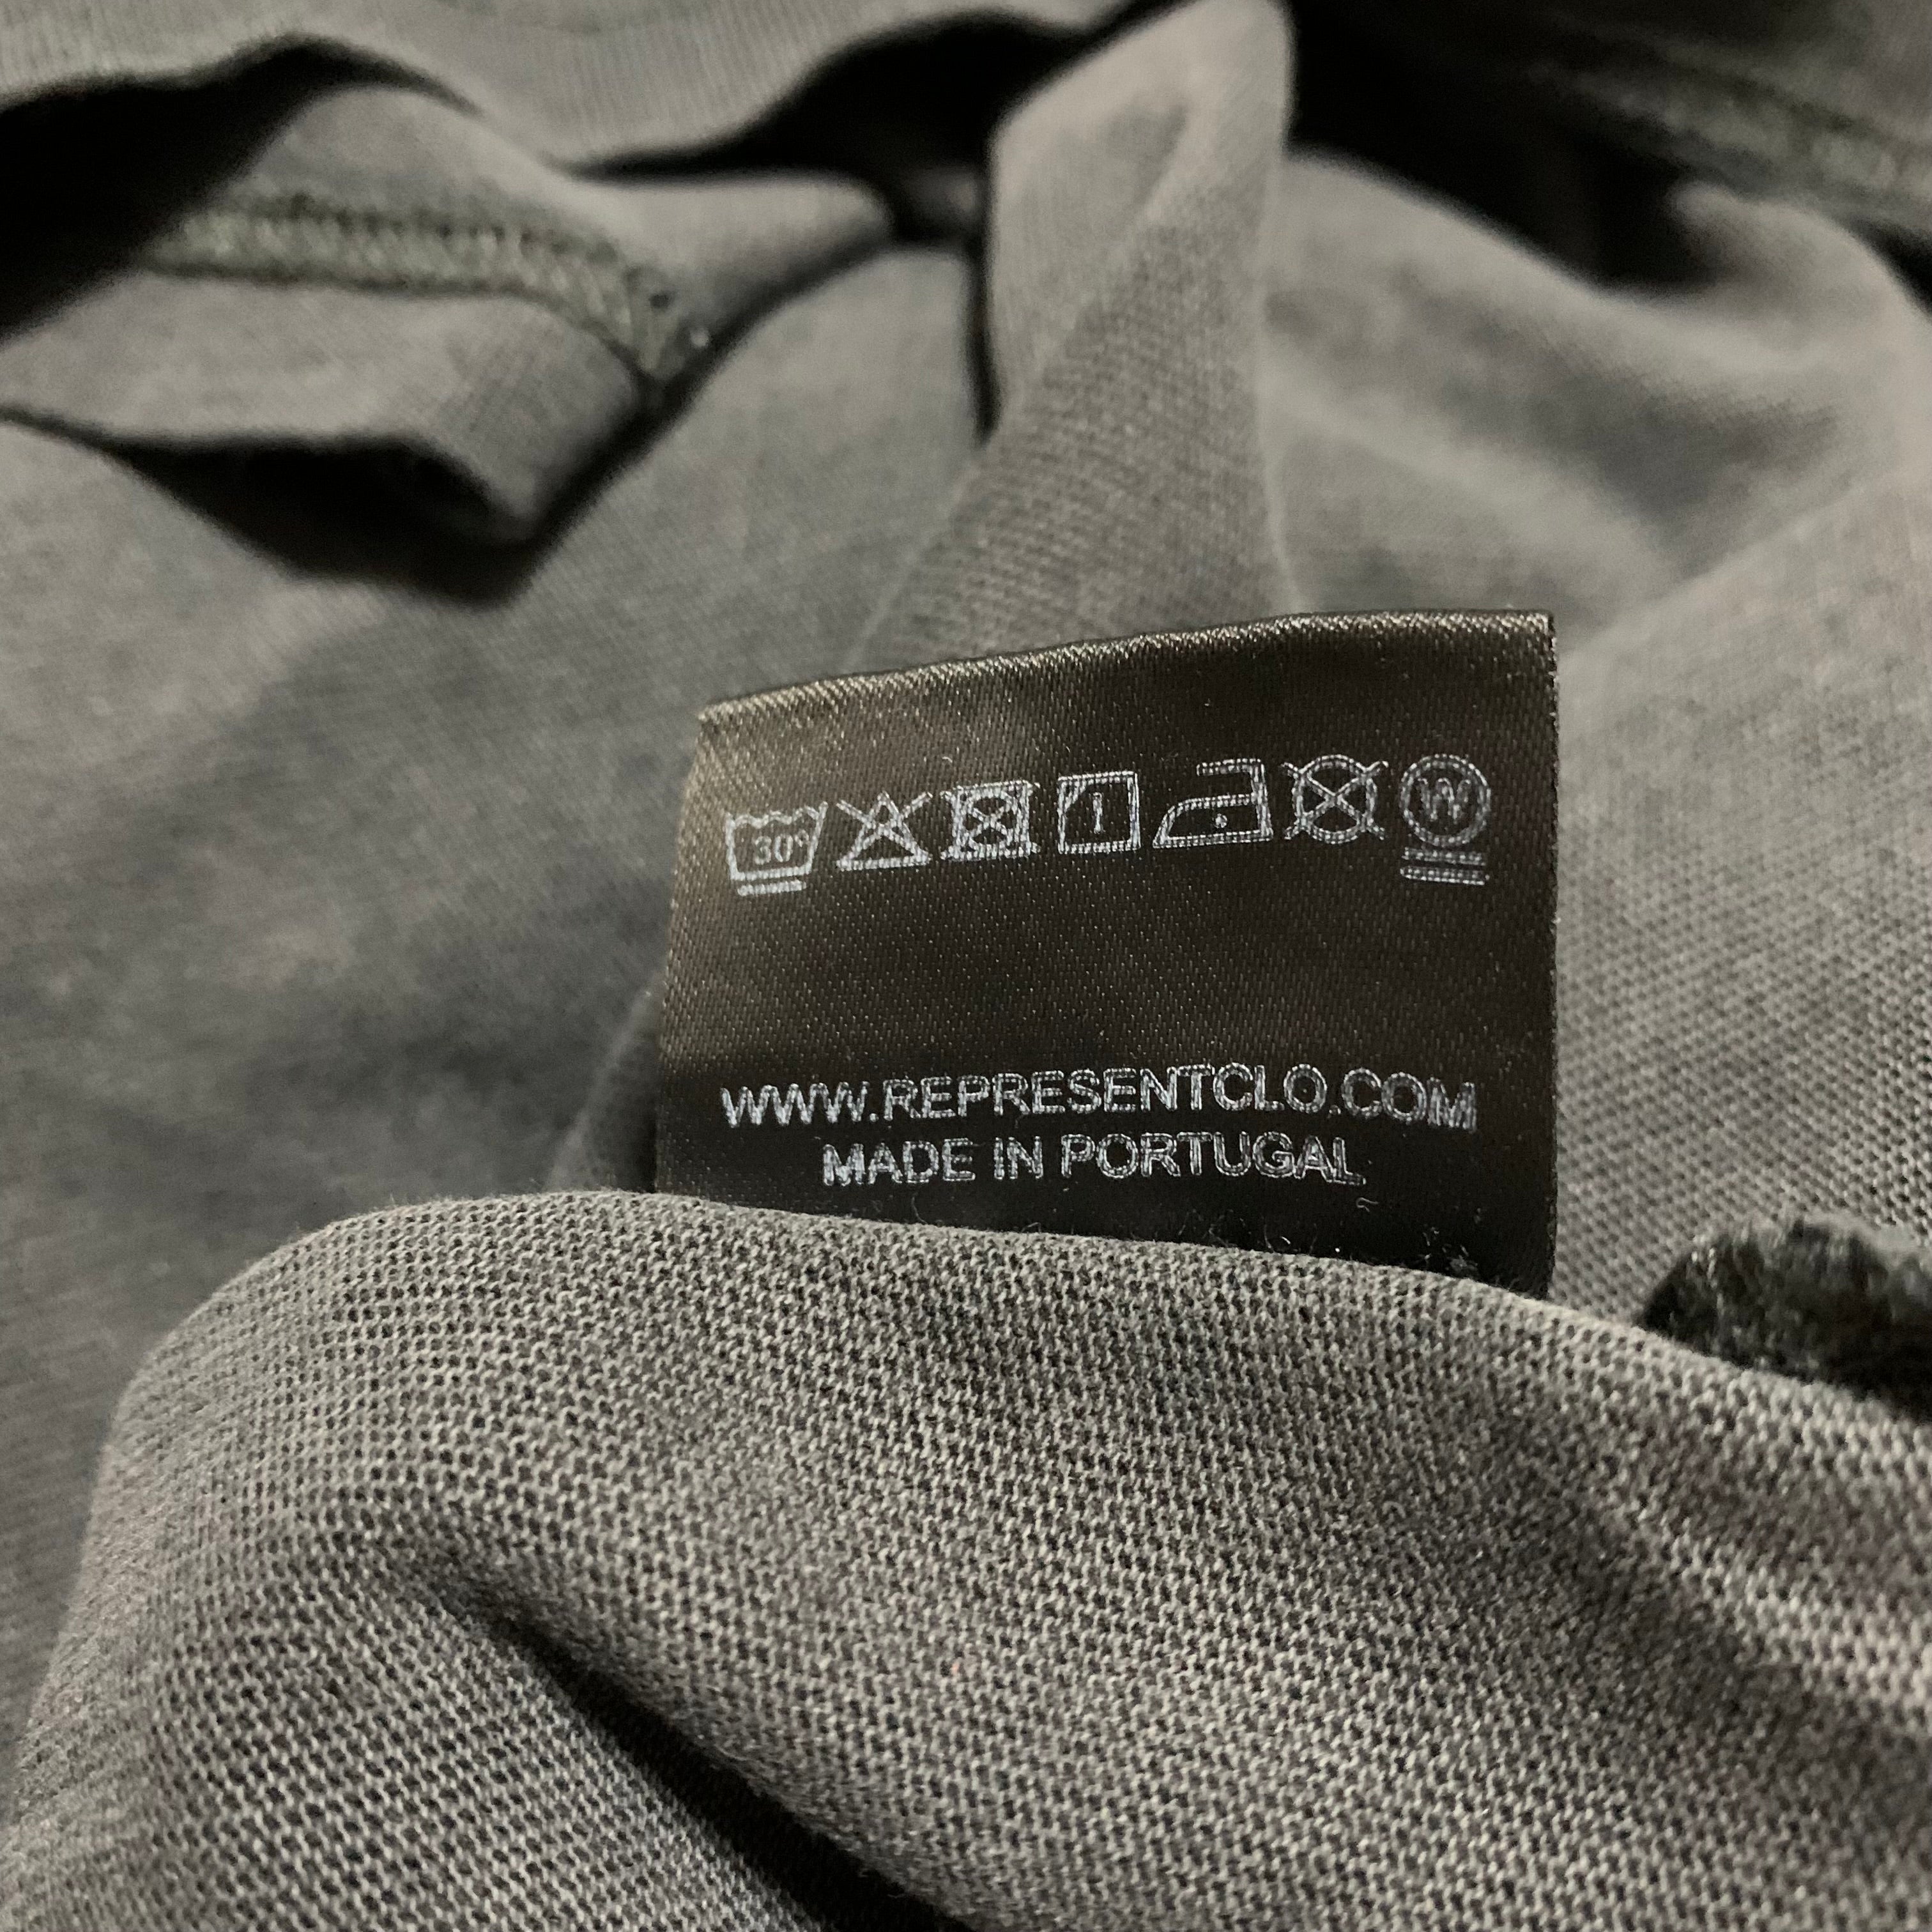 30° I W
WWW.REPRESENTCLO.COM
MADE IN PORTUGAL